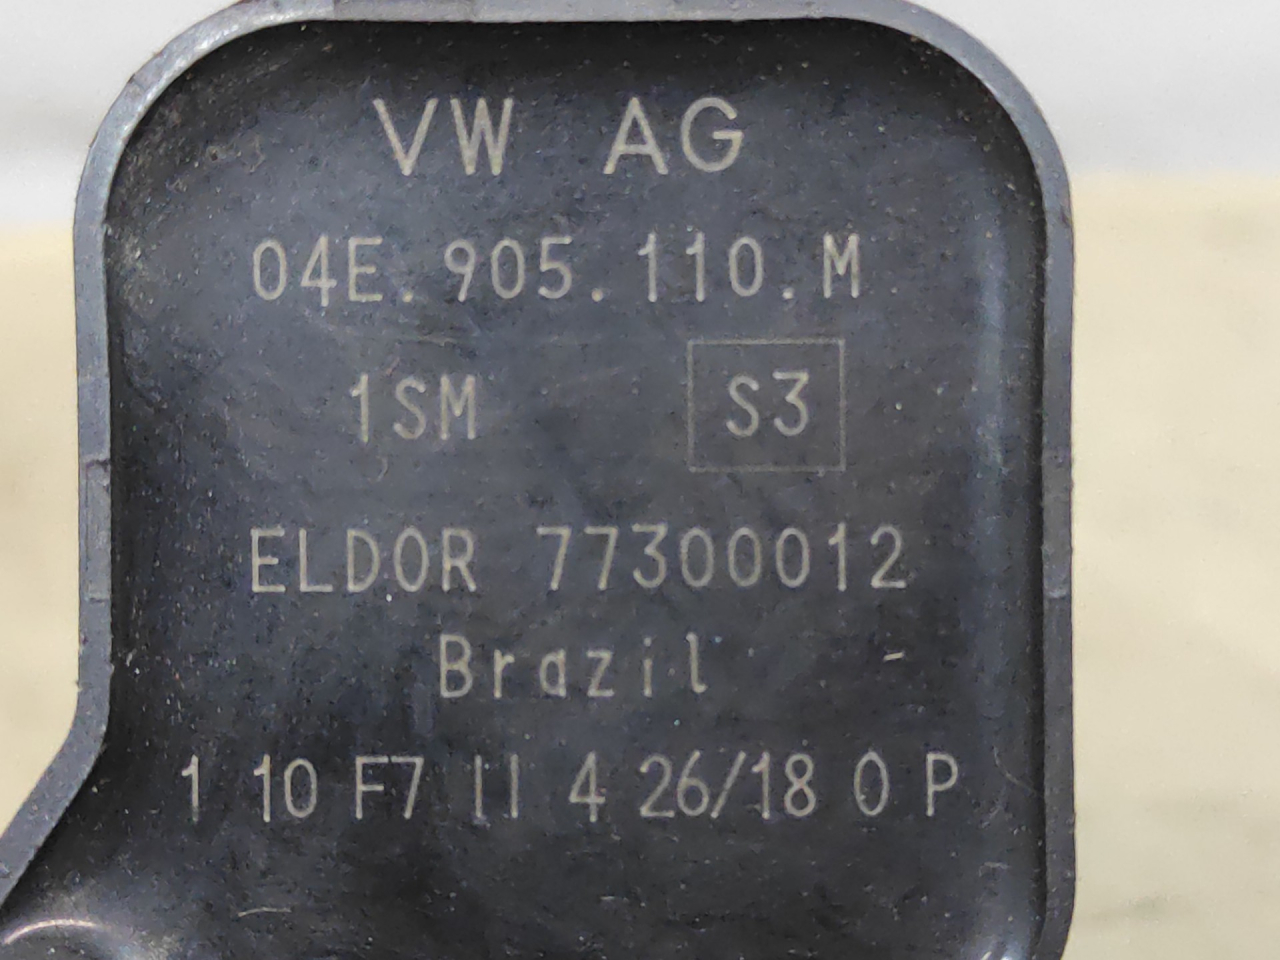 VW AG
04E.905.110.M
1SM S3
ELDOR 77300012
Brazil
1 10 F7 II 4 26/18 0 P